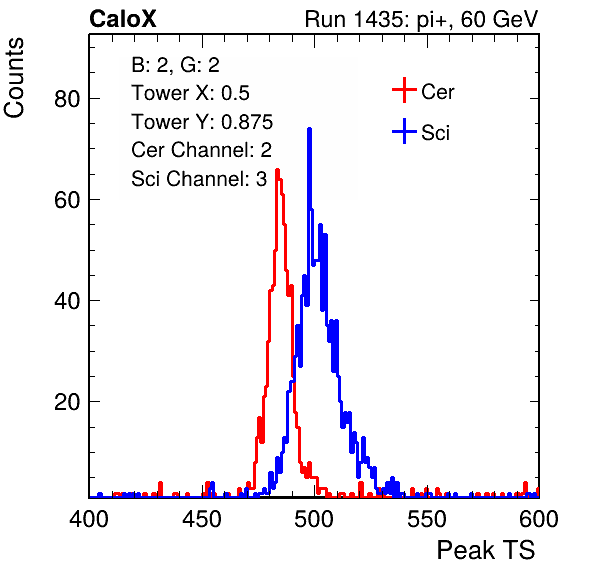 CaloX Run 1435: pi+, 60 GeV
Counts
B: 2, G: 2
Tower X: 0.5
Tower Y: 0.875
Cer Channel: 2
Sci Channel: 3
Cer
Sci
80
60
40
20
400 450 500 550 600
Peak TS